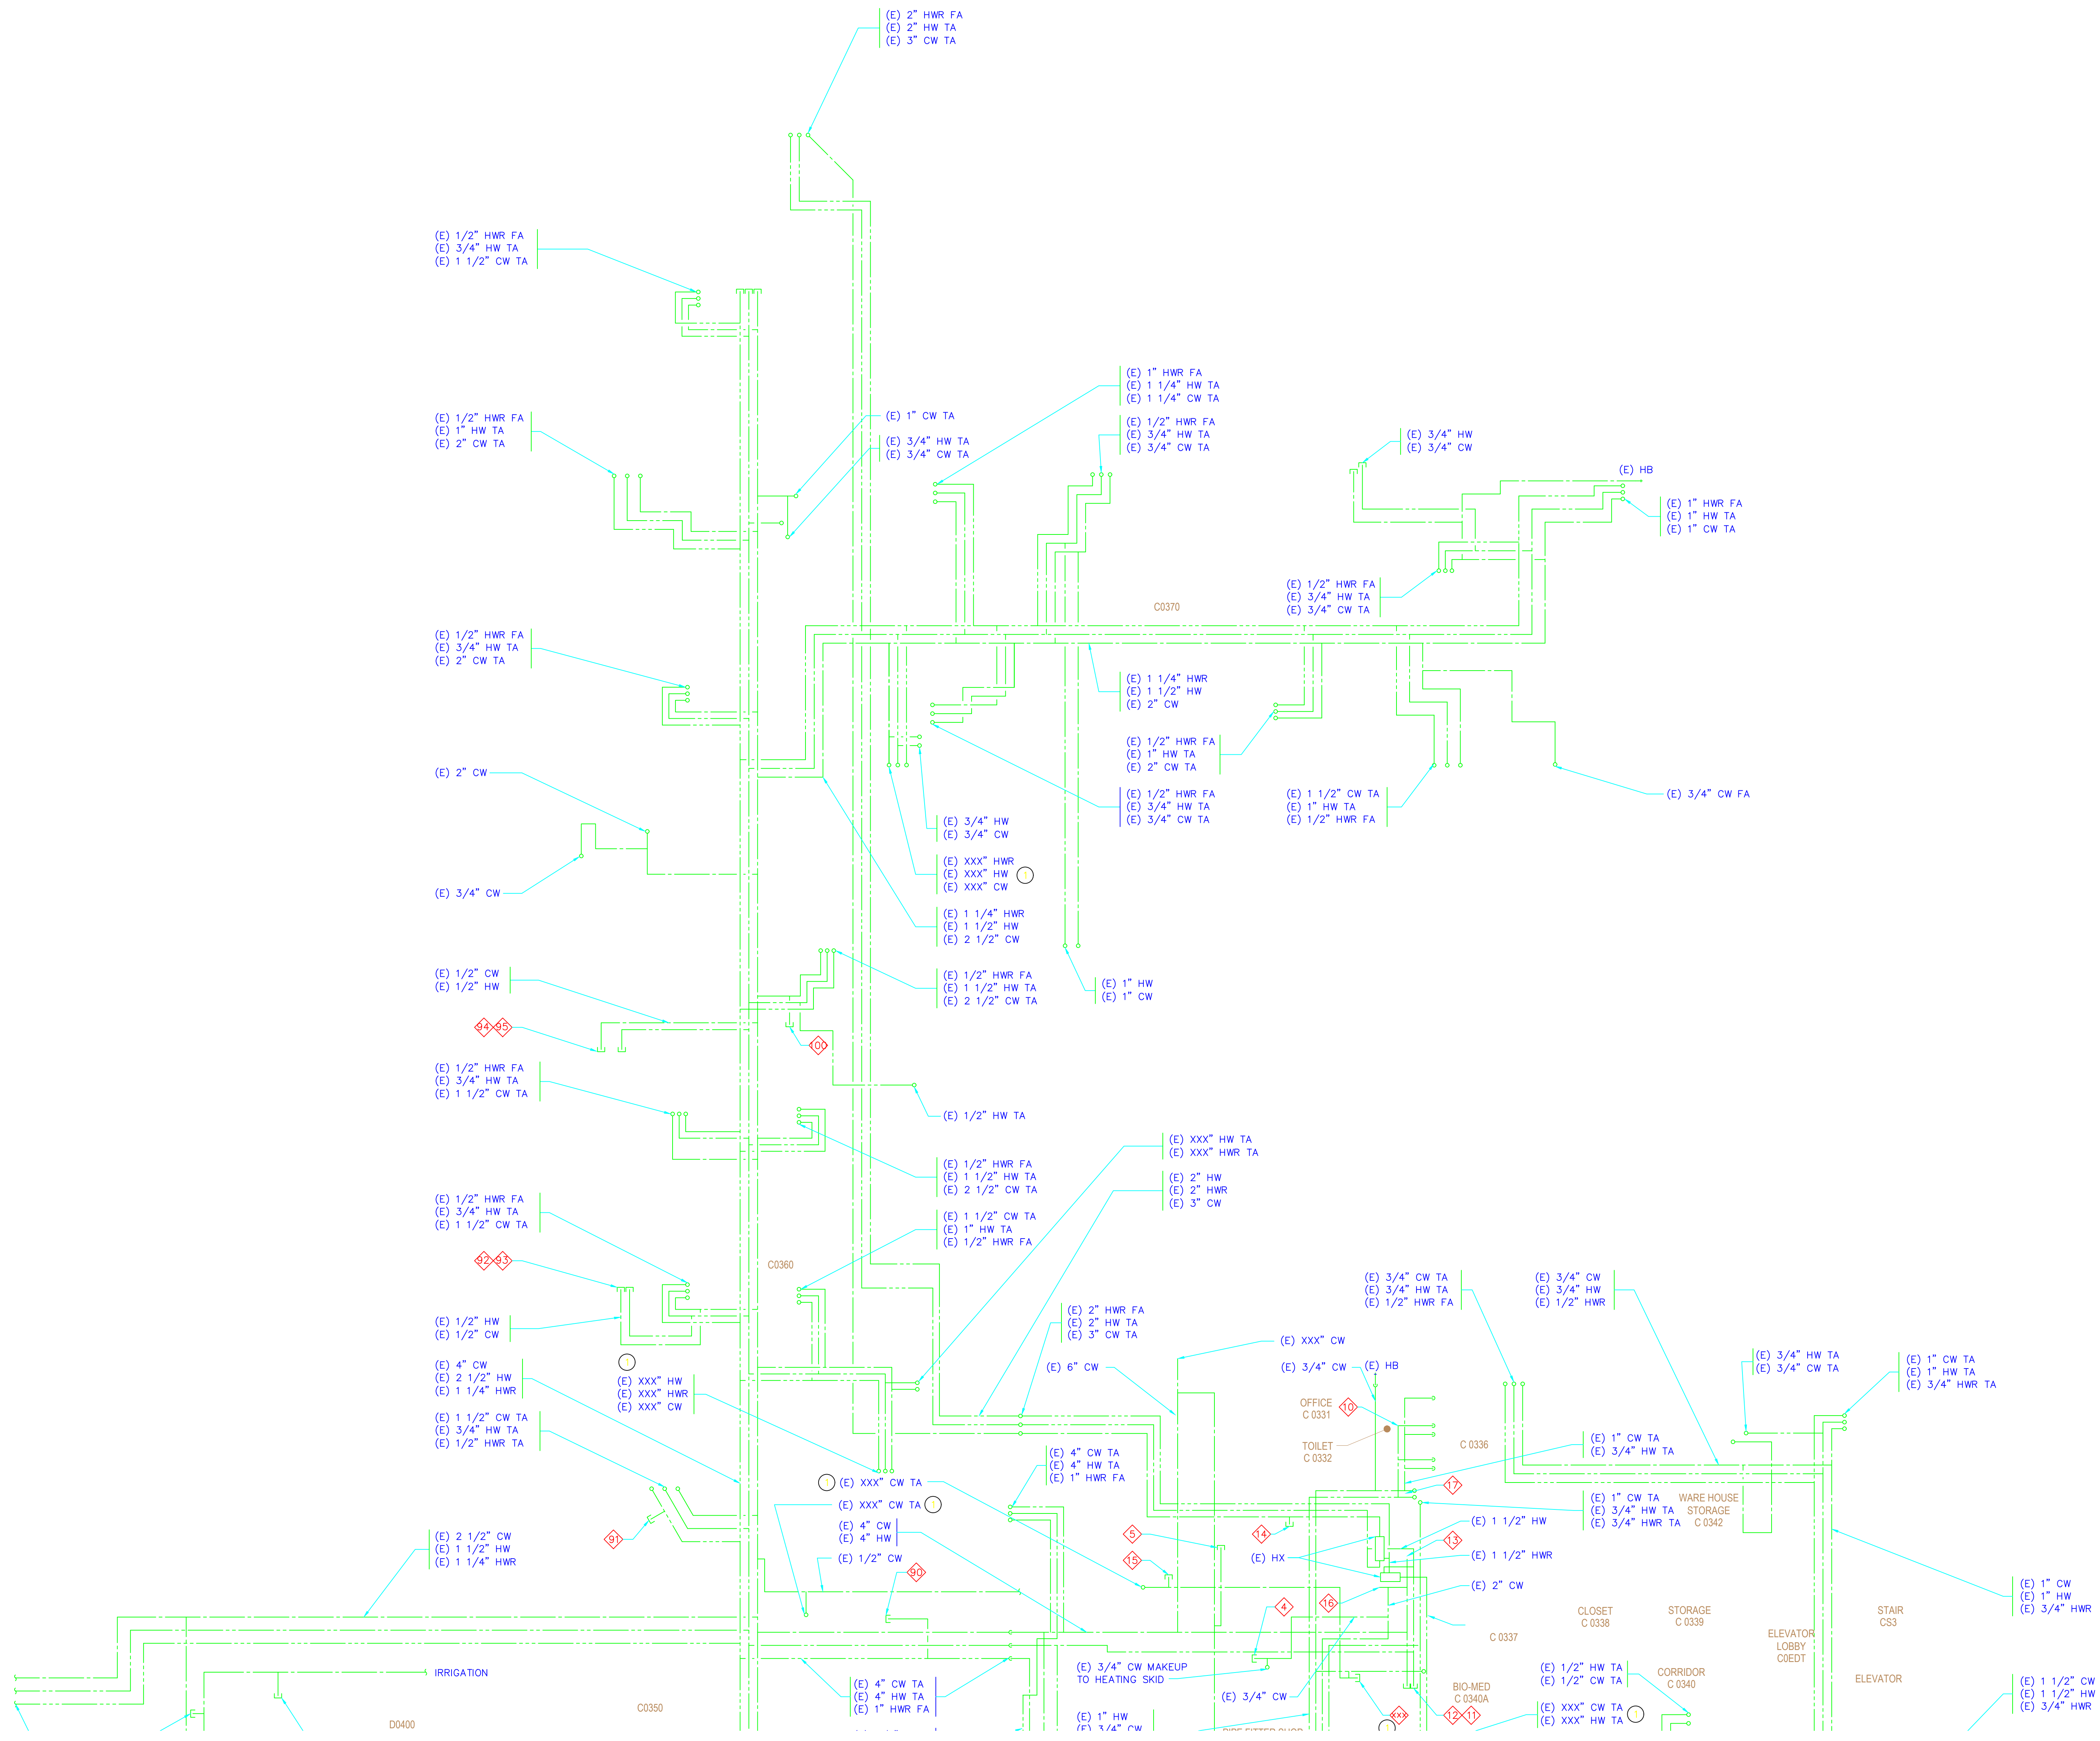 (E) 2" HWR FA
(E) 2" HW TA
(E) 3" CW TA
(E) 1/2" HWR FA
(E) 3/4" HW TA
(E) 1 1/2" CW TA
(E) 1" HWR FA
(E) 1 1/4" HW TA
(E) 1 1/4" CW TA
(E) 1/2" HWR FA
(E) 1" HW TA
(E) 2" CW TA
(E) 1" CW TA
(E) 3/4" HW TA
(E) 3/4" CW TA
(E) 1/2" HWR FA
(E) 3/4" HW TA
(E) 3/4" CW TA
(E) 3/4" HW
(E) 3/4" CW
(E) HB
(E) 1" HWR FA
(E) 1" HW TA
(E) 1" CW TA
(E) 1/2" HWR FA
(E) 3/4" HW TA
(E) 3/4" CW TA
C0370
(E) 1/2" HWR FA
(E) 3/4" HW TA
(E) 2" CW TA
(E) 1 1/4" HWR
(E) 1 1/2" HW
(E) 2" CW
(E) 1/2" HWR FA
(E) 1" HW TA
(E) 2" CW TA
(E) 2" CW
(E) 1/2" HWR FA
(E) 3/4" HW TA
(E) 3/4" CW TA
(E) 1 1/2" CW TA
(E) 1" HW TA
(E) 1/2" HWR FA
(E) 3/4" CW FA
(E) 3/4" HW
(E) 3/4" CW
(E) XXX" HWR
(E) XXX" HW
(E) XXX" CW
1
(E) 3/4" CW
(E) 1 1/4" HWR
(E) 1 1/2" HW
(E) 2 1/2" CW
(E) 1/2" CW
(E) 1/2" HW
(E) 1/2" HWR FA
(E) 1 1/2" HW TA
(E) 2 1/2" CW TA
(E) 1" HW
(E) 1" CW
94 95
100
(E) 1/2" HWR FA
(E) 3/4" HW TA
(E) 1 1/2" CW TA
(E) 1/2" HW TA
(E) XXX" HW TA
(E) XXX" HWR TA
(E) 1/2" HWR FA
(E) 1 1/2" HW TA
(E) 2 1/2" CW TA
(E) 2" HW
(E) 2" HWR
(E) 3" CW
(E) 1/2" HWR FA
(E) 3/4" HW TA
(E) 1 1/2" CW TA
(E) 1 1/2" CW TA
(E) 1" HW TA
(E) 1/2" HWR FA
92 93
C0360
(E) 3/4" CW TA
(E) 3/4" HW TA
(E) 1/2" HWR FA
(E) 3/4" CW
(E) 3/4" HW
(E) 1/2" HWR
(E) 1/2" HW
(E) 1/2" CW
(E) 2" HWR FA
(E) 2" HW TA
(E) 3" CW TA
(E) XXX" CW
1
(E) 4" CW
(E) 2 1/2" HW
(E) 1 1/4" HWR
(E) XXX" HW
(E) XXX" HWR
(E) XXX" CW
(E) 6" CW
(E) 3/4" CW
(E) HB
(E) 3/4" HW TA
(E) 3/4" CW TA
(E) 1" CW TA
(E) 1" HW TA
(E) 3/4" HWR TA
OFFICE
C 0331
10
(E) 1 1/2" CW TA
(E) 3/4" HW TA
(E) 1/2" HWR TA
TOILET
C 0332
C 0336
(E) 1" CW TA
(E) 3/4" HW TA
(E) 4" CW TA
(E) 4" HW TA
(E) 1" HWR FA
1
(E) XXX" CW TA
17
(E) XXX" CW TA
1
(E) 1" CW TA
(E) 3/4" HW TA
(E) 3/4" HWR TA
WARE HOUSE
STORAGE
C 0342
91
(E) 4" CW
(E) 4" HW
5
14
(E) 1 1/2" HW
13
(E) 2 1/2" CW
(E) 1 1/2" HW
(E) 1 1/4" HWR
(E) 1/2" CW
15
(E) HX
(E) 1 1/2" HWR
90
(E) 2" CW
4
16
(E) 1" CW
(E) 1" HW
(E) 3/4" HWR
CLOSET
C 0338
STORAGE
C 0339
STAIR
CS3
C 0337
ELEVATOR
LOBBY
C0EDT
IRRIGATION
(E) 3/4" CW MAKEUP
TO HEATING SKID
(E) 1/2" HW TA
(E) 1/2" CW TA
CORRIDOR
C 0340
ELEVATOR
(E) 1 1/2" CW
(E) 1 1/2" HW
(E) 3/4" HWR
(E) 4" CW TA
(E) 4" HW TA
(E) 1" HWR FA
(E) 3/4" CW
BIO-MED
C 0340A
C0350
D0400
XXX
12 11
(E) XXX" CW TA
(E) XXX" HW TA
1
(E) 1" HW
(E) 3/4" CW
1
PIPE FITTER SHOP